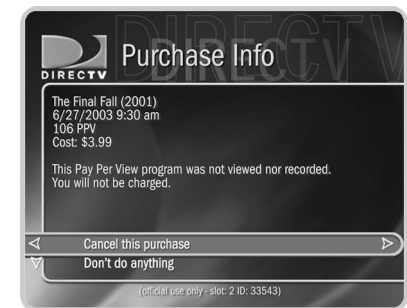 DIRECTV
DIRECTV
Purchase Info
The Final Fall (2001)
6/27/2003 9:30 am
106 PPV
Cost: $3.99
This Pay Per View program was not viewed nor recorded.
You will not be charged.
Cancel this purchase
Don't do anything
(official use only - slot: 2 ID: 33543)